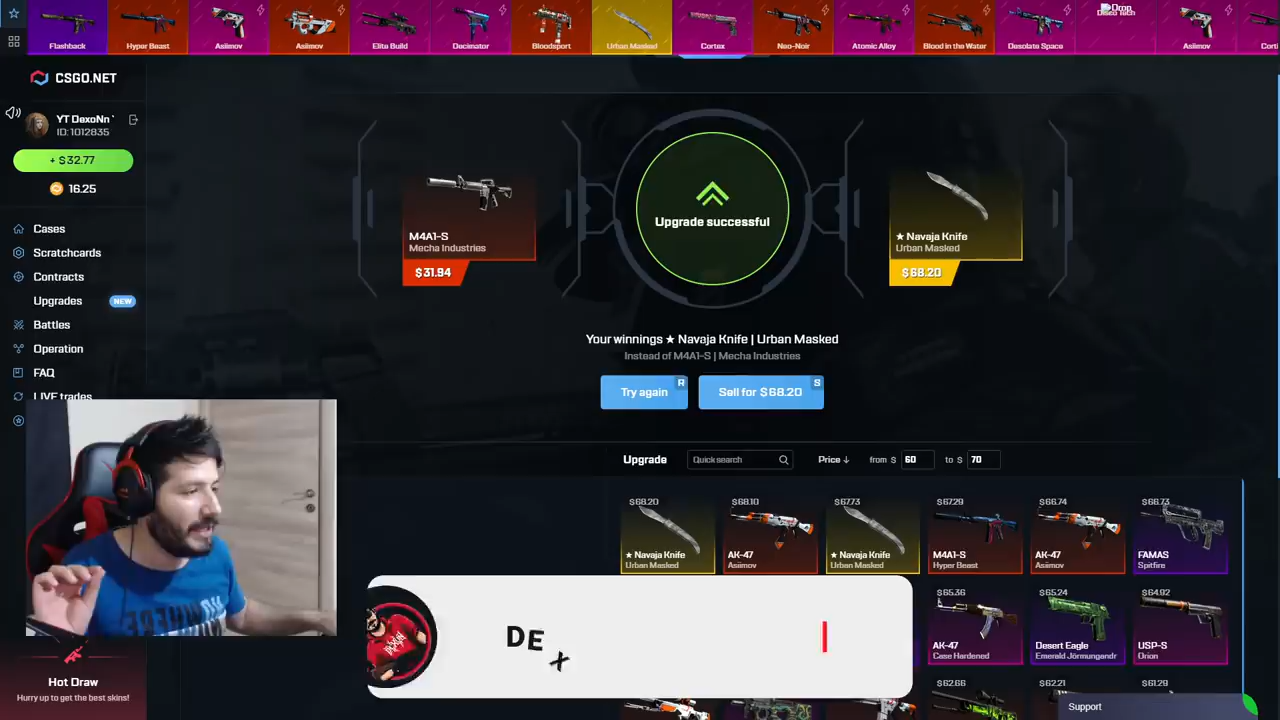 Flashback
Hyper Beast
Asiimov
Asiimov
Elite Build
Decimator
Bloodsport
Urban Masked
Cortex
Neo-Noir
Atomic Alloy
Blood in the Water
Desolate Space
Drop
Disco Tech
Asiimov
CSGO.NET
YT DexoNn `
ID: 1012835
+ $32.77
16.25
Cases
Scratchcards
Contracts
Upgrades NEW
Battles
Operation
FAQ
LIVE trades
M4A1-S
Mecha Industries
$31.94
Upgrade successful
★ Navaja Knife
Urban Masked
$68.20
Your winnings ★ Navaja Knife | Urban Masked
Instead of M4A1-S | Mecha Industries
Try again R
Sell for $68.20 S
Upgrade Quick search Price from $ 60 to $ 70
$68.20
★ Navaja Knife
Urban Masked
$68.10
AK-47
Asiimov
$67.73
★ Navaja Knife
Urban Masked
$67.29
M4A1-S
Hyper Beast
$66.74
AK-47
Asiimov
$66.73
FAMAS
Spitfire
$65.36
AK-47
Case Hardened
$65.24
Desert Eagle
Emerald Jörmungandr
$64.92
USP-S
Orion
$62.66
$62.21
$61.29
DEX
Hot Draw
Hurry up to get the best skins!
Support